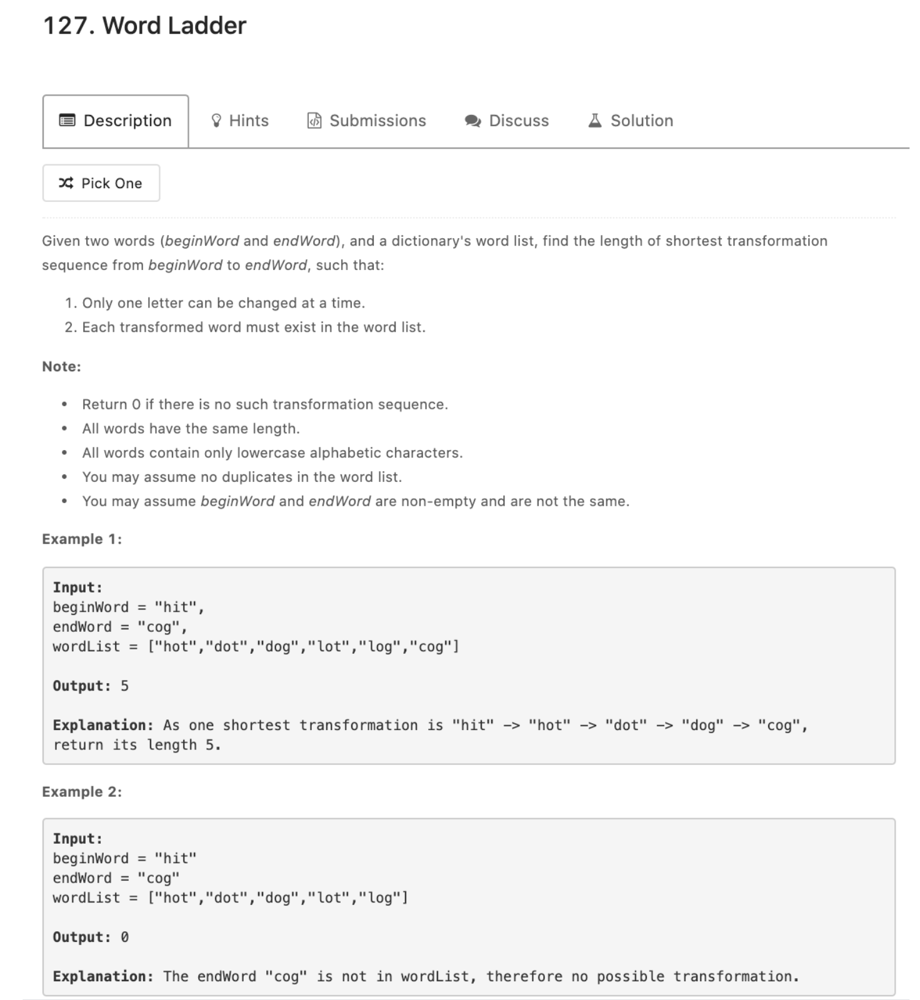 127. Word Ladder
Description Hints Submissions Discuss Solution
Pick One
Given two words (beginWord and endWord), and a dictionary's word list, find the length of shortest transformation
sequence from beginWord to endWord, such that:
1. Only one letter can be changed at a time.
2. Each transformed word must exist in the word list.
Note:
• Return 0 if there is no such transformation sequence.
• All words have the same length.
• All words contain only lowercase alphabetic characters.
• You may assume no duplicates in the word list.
• You may assume beginWord and endWord are non-empty and are not the same.
Example 1:
Input:
beginWord = "hit",
endWord = "cog",
wordList = ["hot","dot","dog","lot","log","cog"]
Output: 5
Explanation: As one shortest transformation is "hit" -> "hot" -> "dot" -> "dog" -> "cog",
return its length 5.
Example 2:
Input:
beginWord = "hit"
endWord = "cog"
wordList = ["hot","dot","dog","lot","log"]
Output: 0
Explanation: The endWord "cog" is not in wordList, therefore no possible transformation.